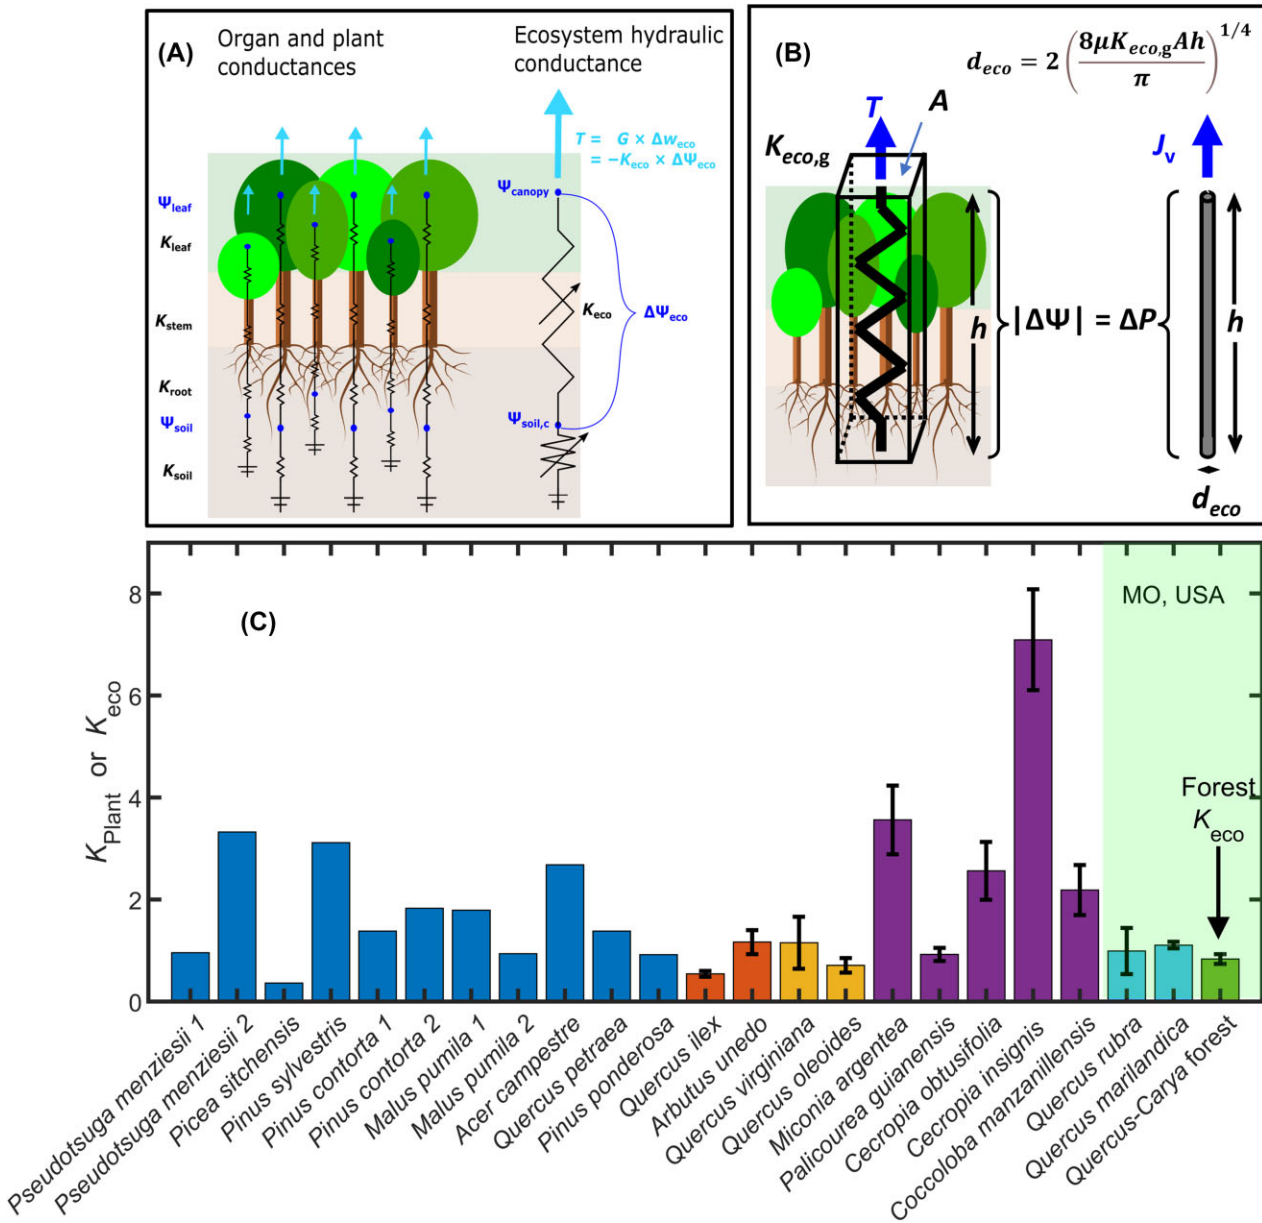 (A)
Organ and plant
conductances
Ecosystem hydraulic
conductance
T = G × Δw_eco
= −K_eco × ΔΨ_eco
Ψ_leaf
K_leaf
K_stem
K_root
Ψ_soil
K_soil
Ψ_canopy
K_eco
ΔΨ_eco
Ψ_soil,c
(B)
d_eco = 2 (8μK_eco,g Ah / π)^1/4
T
A
K_eco,g
J_v
h
|ΔΨ| = ΔP
h
d_eco
(C)
MO, USA
Forest
K_eco
K_Plant or K_eco
8
6
4
2
0
Pseudotsuga menziesii 1
Pseudotsuga menziesii 2
Picea sitchensis
Pinus sylvestris
Pinus contorta 1
Pinus contorta 2
Malus pumila 1
Malus pumila 2
Acer campestre
Quercus petraea
Pinus ponderosa
Quercus ilex
Arbutus unedo
Quercus virginiana
Quercus oleoides
Miconia argentea
Palicourea guianensis
Cecropia obtusifolia
Cecropia insignis
Coccoloba manzanillensis
Quercus rubra
Quercus marilandica
Quercus-Carya forest